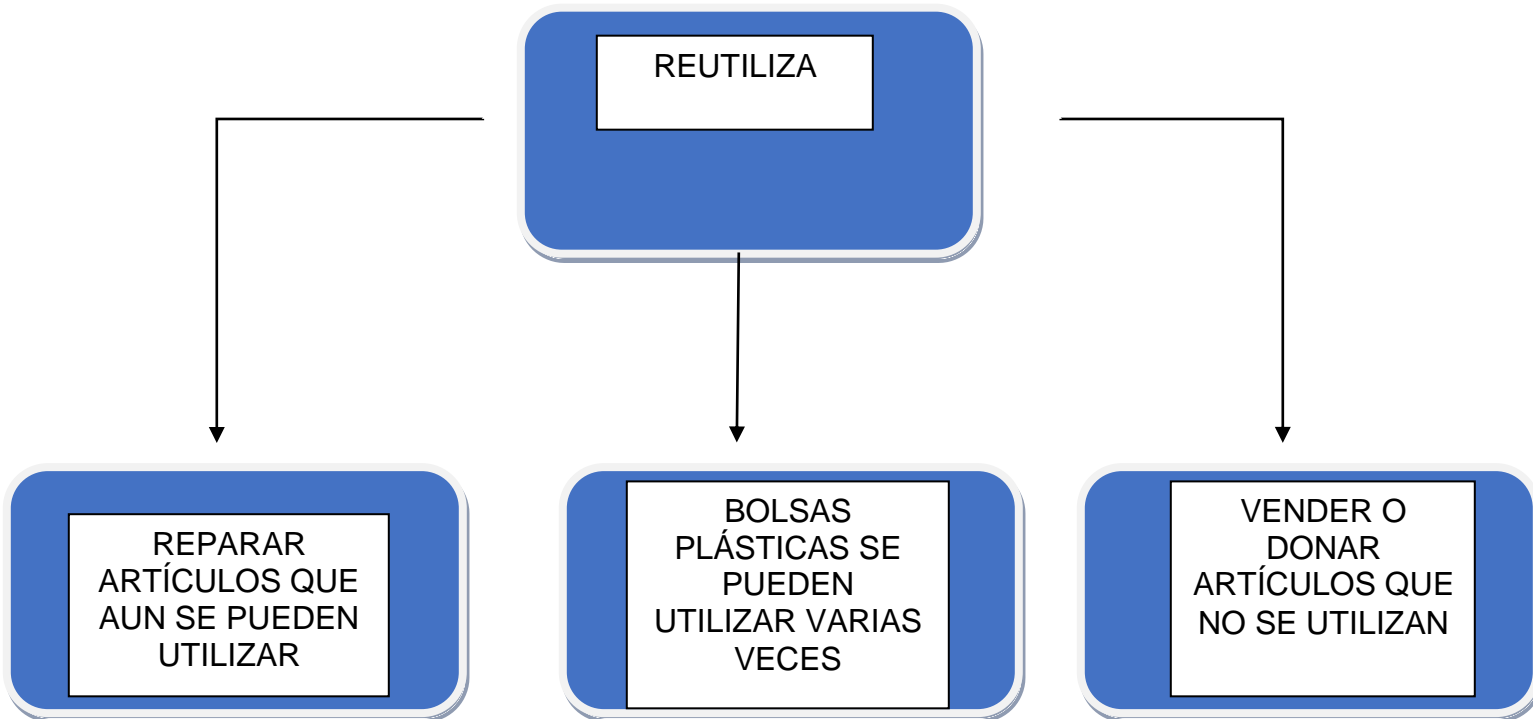 REUTILIZA
REPARAR
ARTÍCULOS QUE
AUN SE PUEDEN
UTILIZAR
BOLSAS
PLÁSTICAS SE
PUEDEN
UTILIZAR VARIAS
VECES
VENDER O
DONAR
ARTÍCULOS QUE
NO SE UTILIZAN